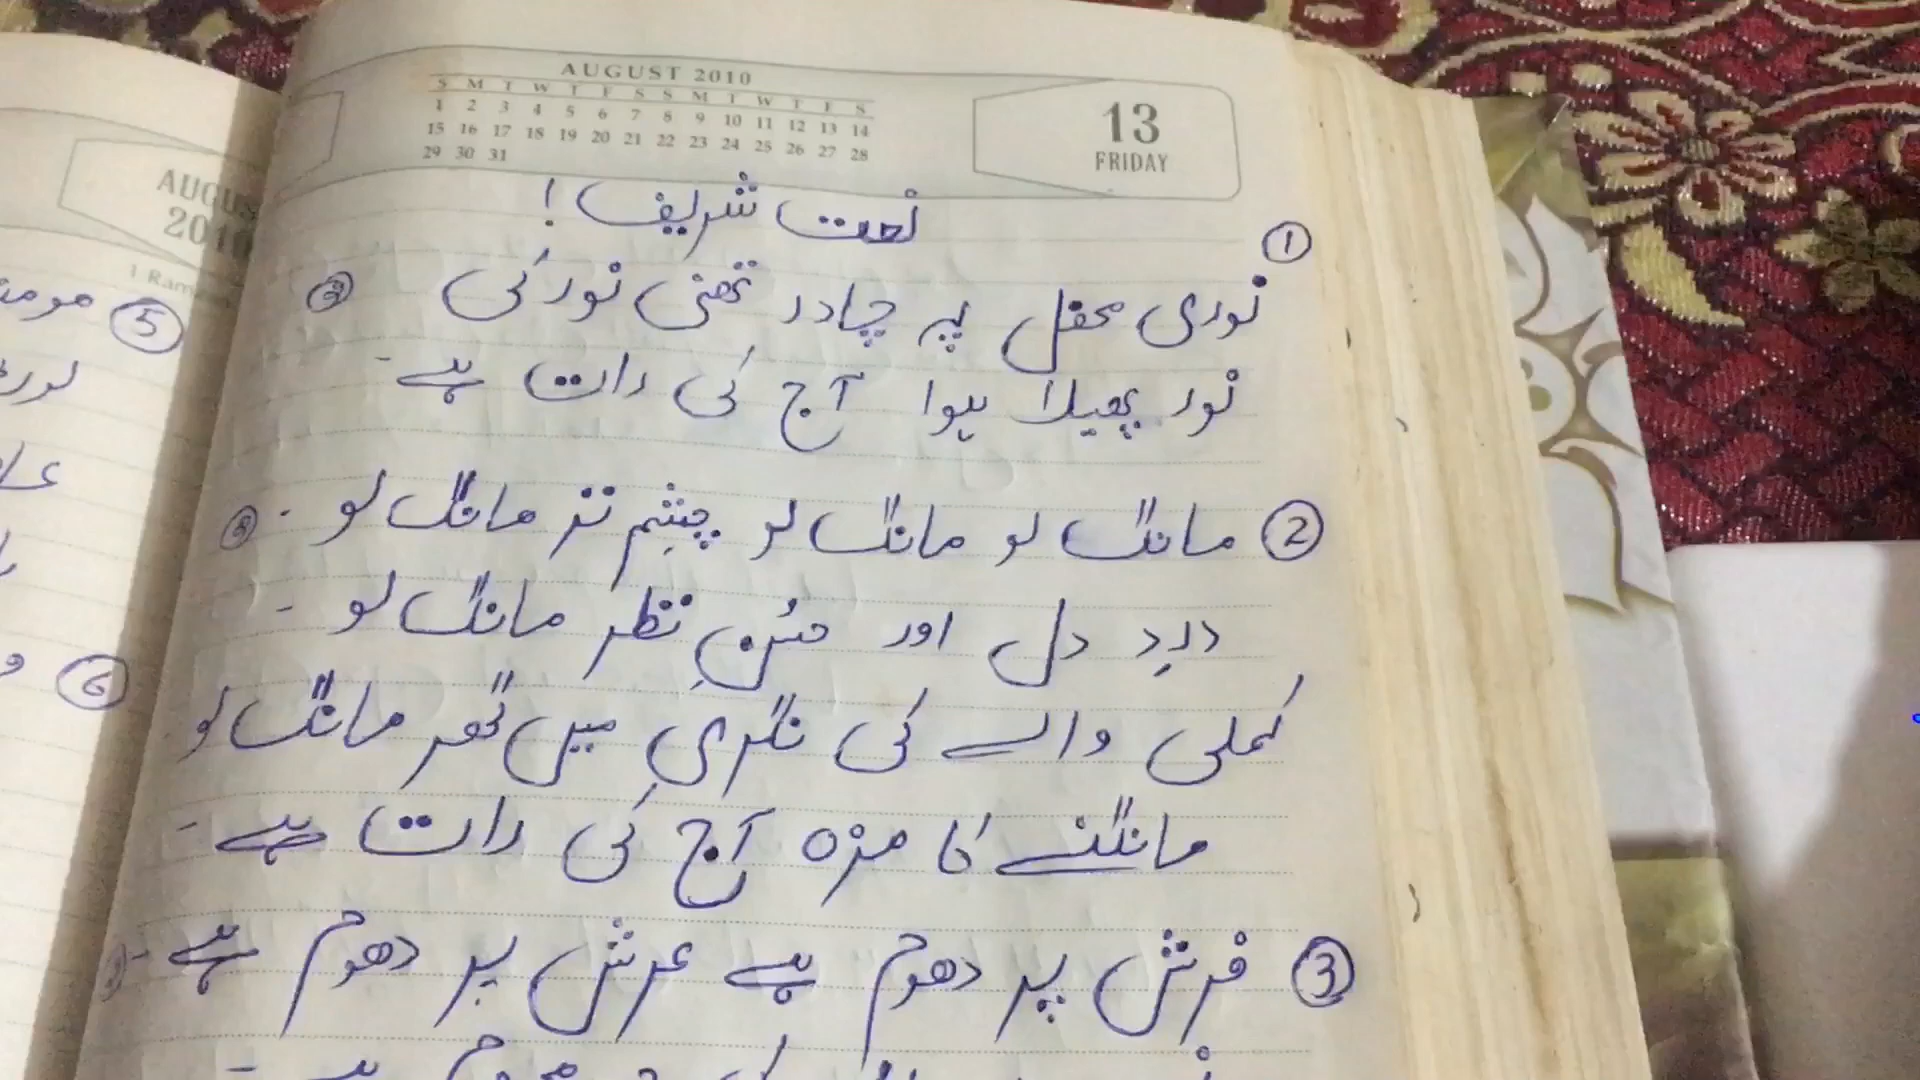 AUGUST 2010
S M T W T F S S M T W T F S
1 2 3 4 5 6 7 8 9 10 11 12 13 14
15 16 17 18 19 20 21 22 23 24 25 26 27 28
29 30 31
13
FRIDAY
نعت شریف !
①
نوری محفل پہ چادر تنی نور کی
نور پھیلا ہوا آج کی رات ہے۔
② مانگ لو مانگ لو چشمِ تر مانگ لو ۔
دردِ دل اور حسنِ نظر مانگ لو ۔
کملی والے کی نگری میں گھر مانگ لو
مانگنے کا مزہ آج کی رات ہے ۔
③ فرش پر دھوم ہے عرش پر دھوم ہے ۔
AUGUS
2010
⑤
⑥